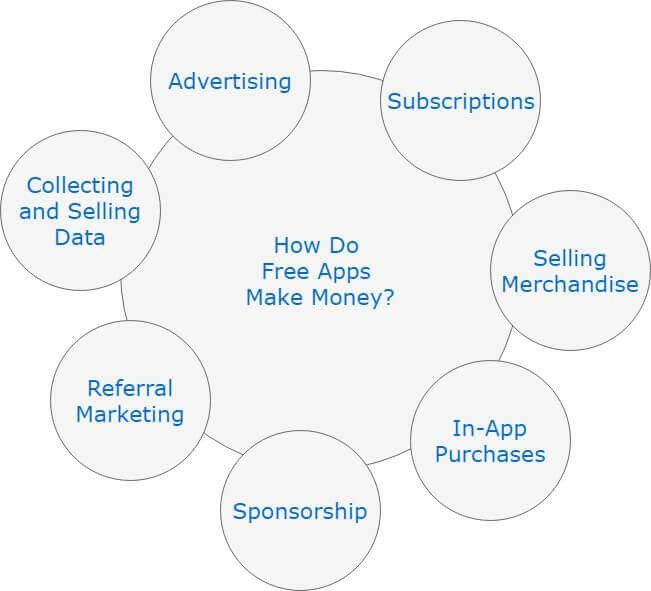 Advertising
Subscriptions
Collecting
and Selling
Data
How Do
Free Apps
Make Money?
Selling
Merchandise
Referral
Marketing
In-App
Purchases
Sponsorship